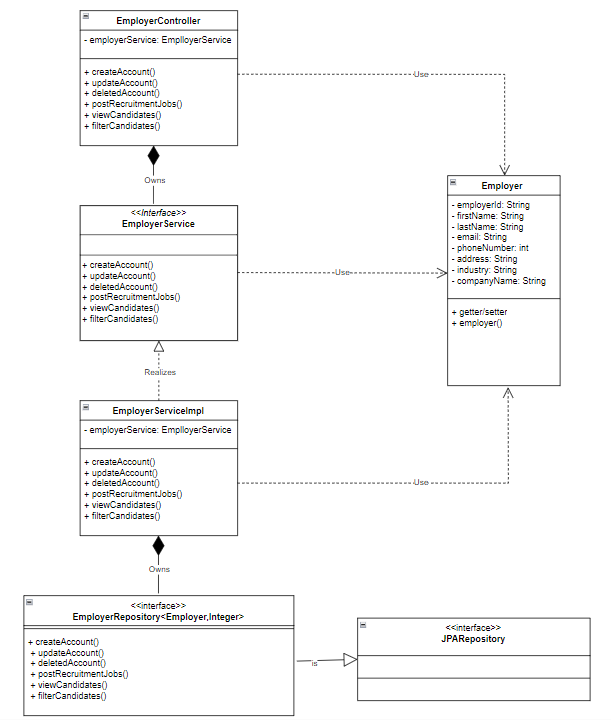 EmployerController
- employerService: EmplloyerService
+ createAccount()
+ updateAccount()
+ deletedAccount()
+ postRecruitmentJobs()
+ viewCandidates()
+ filterCandidates()
Use
Owns
<<Interface>>
EmployerService
+ createAccount()
+ updateAccount()
+ deletedAccount()
+ postRecruitmentJobs()
+ viewCandidates()
+ filterCandidates()
Use
Employer
- employerId: String
- firstName: String
- lastName: String
- email: String
- phoneNumber: int
- address: String
- industry: String
- companyName: String
+ getter/setter
+ employer()
Realizes
EmployerServiceImpl
- employerService: EmplloyerService
+ createAccount()
+ updateAccount()
+ deletedAccount()
+ postRecruitmentJobs()
+ viewCandidates()
+ filterCandidates()
Use
Owns
<<interface>>
EmployerRepository<Employer,Integer>
+ createAccount()
+ updateAccount()
+ deletedAccount()
+ postRecruitmentJobs()
+ viewCandidates()
+ filterCandidates()
is
<<interface>>
JPARepository